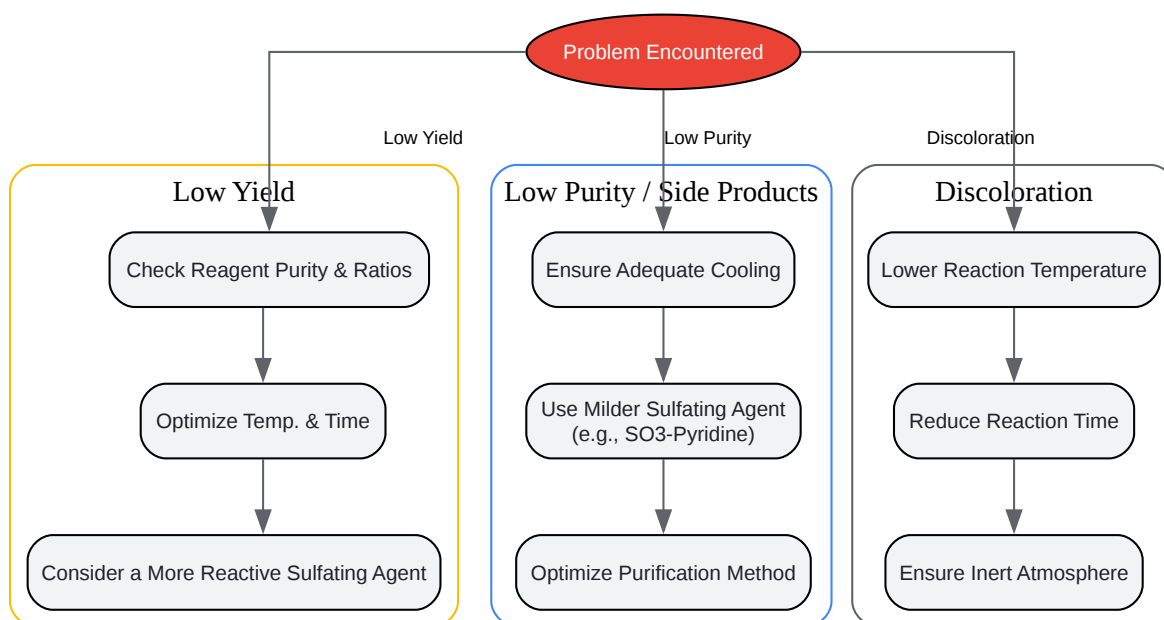 Problem Encountered
Low Yield
Low Purity
Discoloration
Low Yield
Low Purity / Side Products
Discoloration
Check Reagent Purity & Ratios
Ensure Adequate Cooling
Lower Reaction Temperature
Optimize Temp. & Time
Use Milder Sulfating Agent
(e.g., SO3-Pyridine)
Reduce Reaction Time
Consider a More Reactive Sulfating Agent
Optimize Purification Method
Ensure Inert Atmosphere